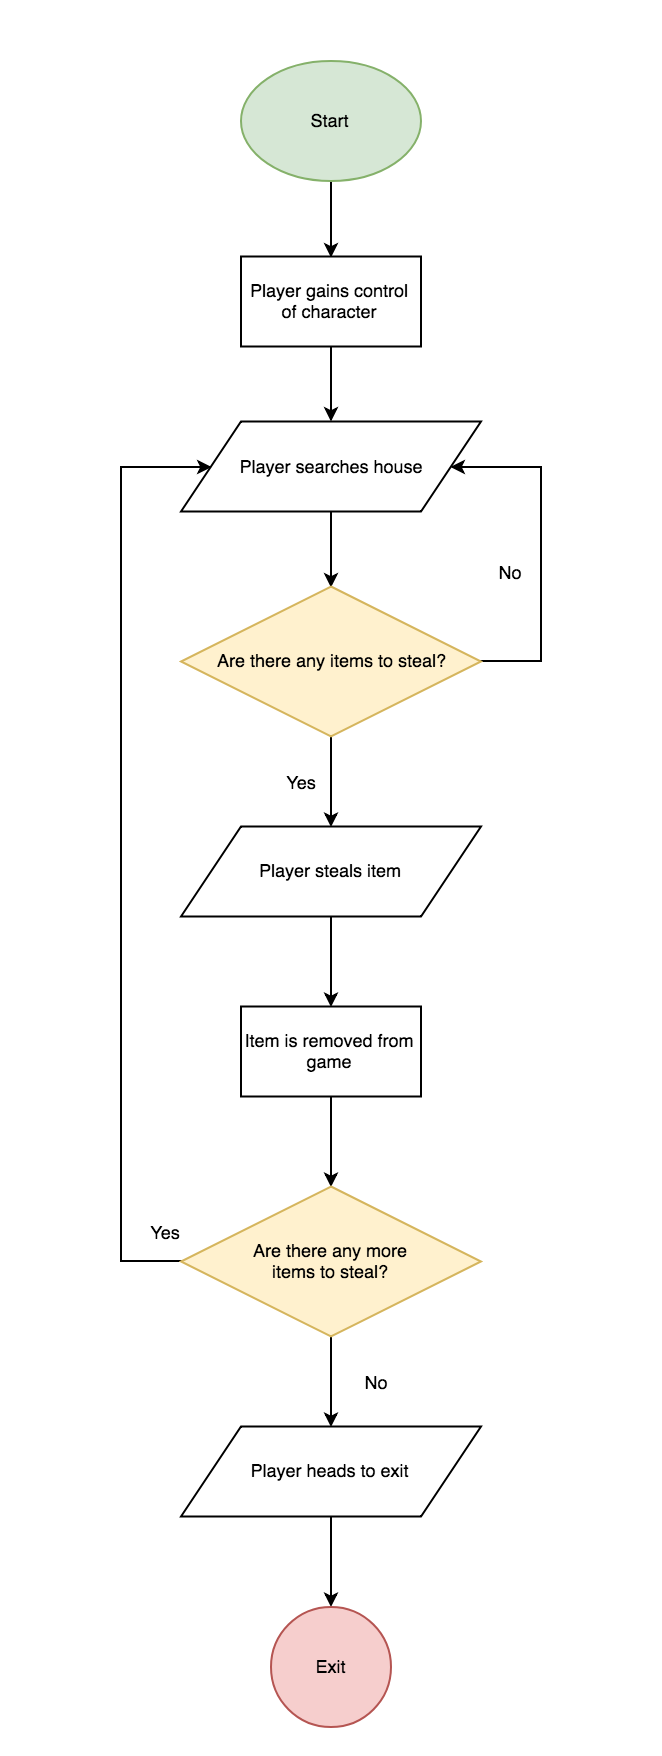 Start
Player gains control
of character
Player searches house
No
Are there any items to steal?
Yes
Player steals item
Item is removed from
game
Yes
Are there any more
items to steal?
No
Player heads to exit
Exit